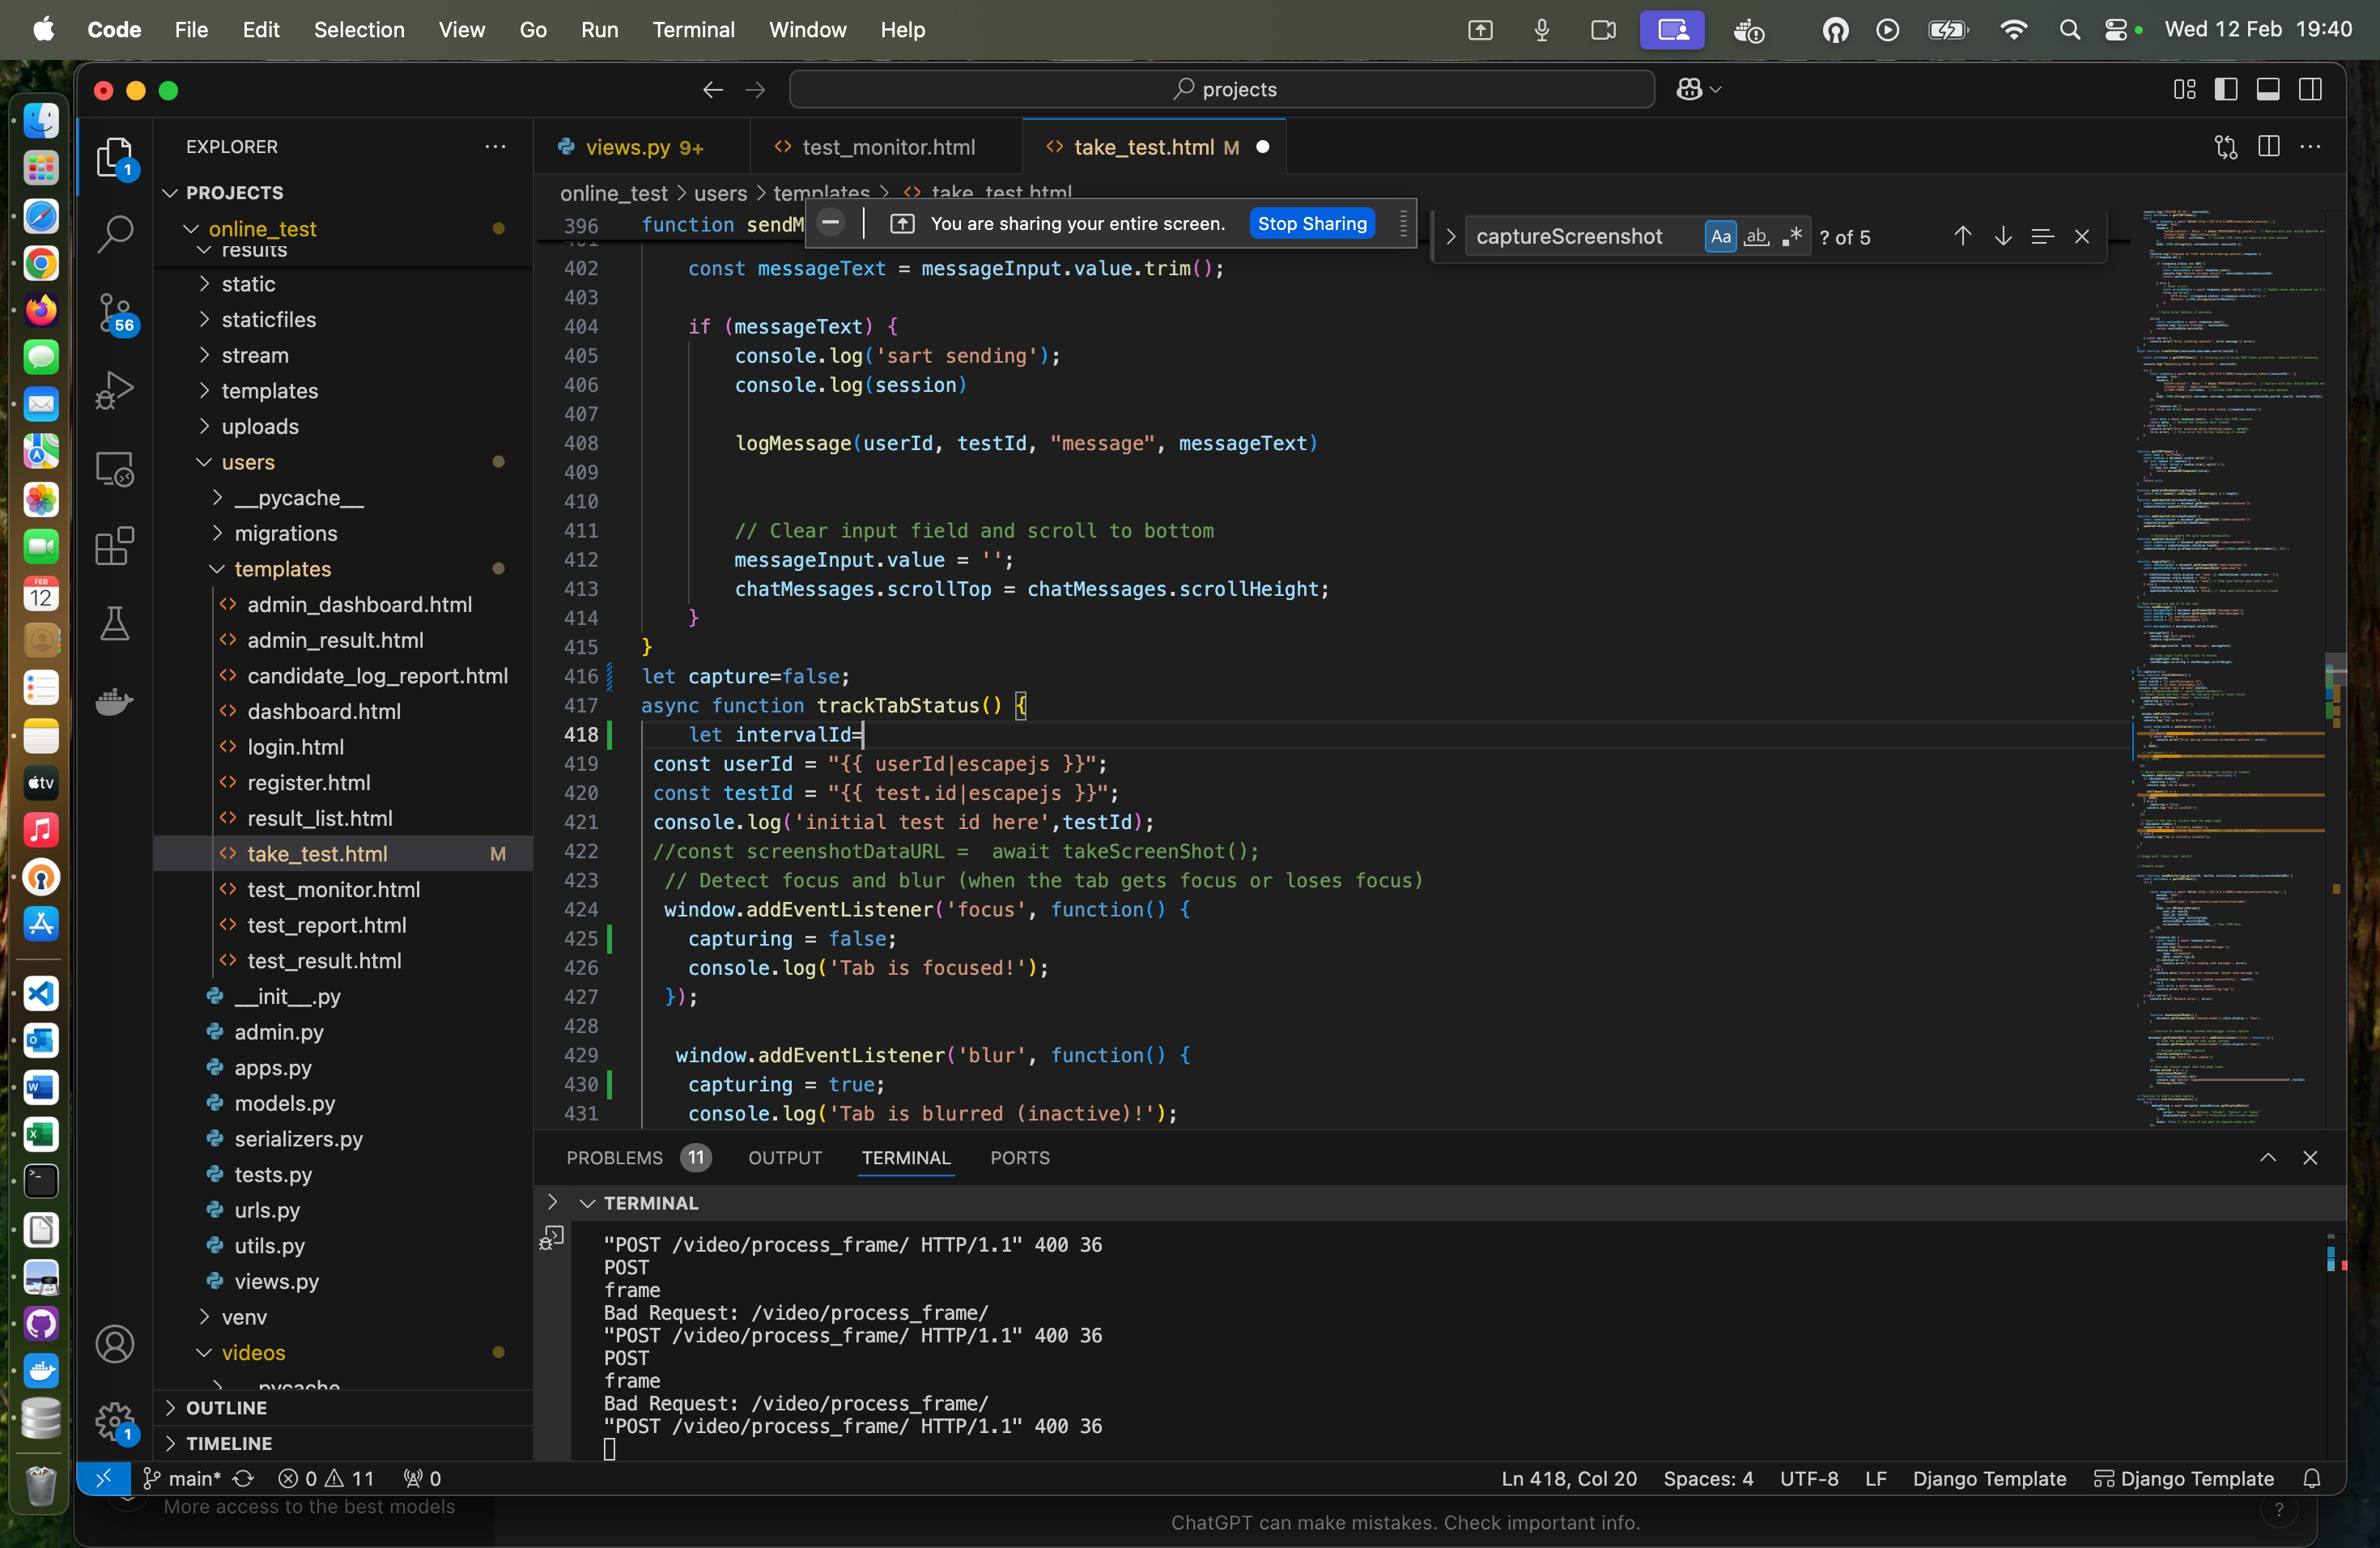 Code File Edit Selection View Go Run Terminal Window Help Wed 12 Feb 19:40
projects
EXPLORER
views.py 9+
test_monitor.html
take_test.html M
PROJECTS
online_test
results
static
staticfiles
stream
templates
uploads
users
__pycache__
migrations
templates
admin_dashboard.html
admin_result.html
candidate_log_report.html
dashboard.html
login.html
register.html
result_list.html
take_test.html M
test_monitor.html
test_report.html
test_result.html
__init__.py
admin.py
apps.py
models.py
serializers.py
tests.py
urls.py
utils.py
views.py
venv
videos
__pycache__
OUTLINE
TIMELINE
1
56
1
FEB
12
tv
online_test > users > templates > take_test.html
You are sharing your entire screen. Stop Sharing
captureScreenshot Aa ab .* ? of 5
396 function sendM
401
402 const messageText = messageInput.value.trim();
403
404 if (messageText) {
405 console.log('sart sending');
406 console.log(session)
407
408 logMessage(userId, testId, "message", messageText)
409
410
411 // Clear input field and scroll to bottom
412 messageInput.value = '';
413 chatMessages.scrollTop = chatMessages.scrollHeight;
414 }
415 }
416 let capture=false;
417 async function trackTabStatus() {
418 let intervalId=
419 const userId = "{{ userId|escapejs }}";
420 const testId = "{{ test.id|escapejs }}";
421 console.log('initial test id here',testId);
422 //const screenshotDataURL =  await takeScreenShot();
423 // Detect focus and blur (when the tab gets focus or loses focus)
424 window.addEventListener('focus', function() {
425 capturing = false;
426 console.log('Tab is focused!');
427 });
428
429 window.addEventListener('blur', function() {
430 capturing = true;
431 console.log('Tab is blurred (inactive)!');
PROBLEMS 11 OUTPUT TERMINAL PORTS
TERMINAL
"POST /video/process_frame/ HTTP/1.1" 400 36
POST
frame
Bad Request: /video/process_frame/
"POST /video/process_frame/ HTTP/1.1" 400 36
POST
frame
Bad Request: /video/process_frame/
"POST /video/process_frame/ HTTP/1.1" 400 36
main* 0 11 0 Ln 418, Col 20 Spaces: 4 UTF-8 LF Django Template Django Template
More access to the best models
ChatGPT can make mistakes. Check important info.
?